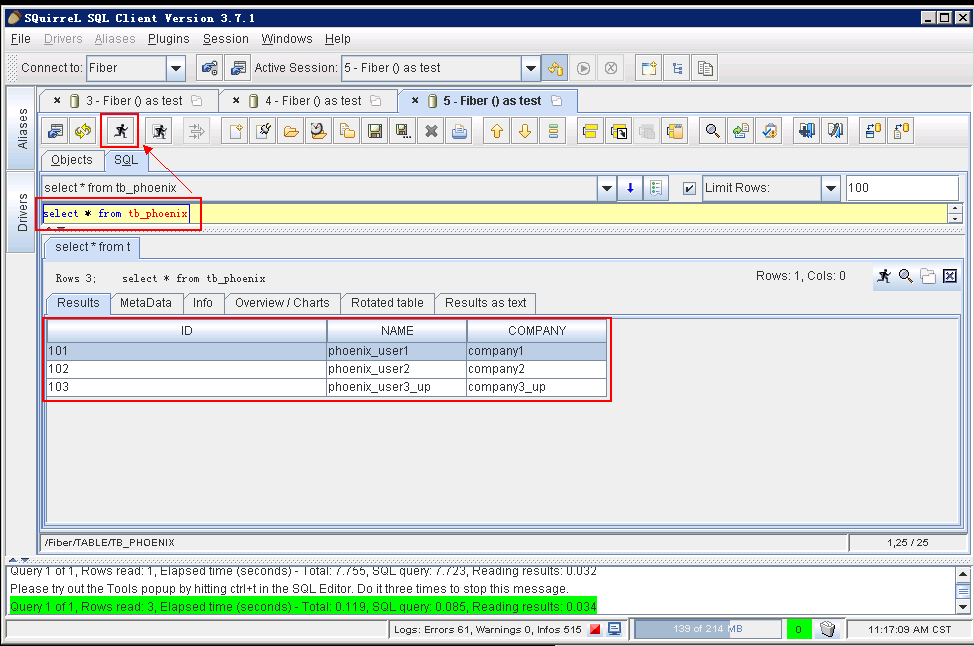 SQuirreL SQL Client Version 3.7.1
File Drivers Aliases Plugins Session Windows Help
Connect to: Fiber Active Session: 5 - Fiber () as test
3 - Fiber () as test 4 - Fiber () as test 5 - Fiber () as test
Aliases
Drivers
Objects SQL
select * from tb_phoenix Limit Rows: 100
select * from tb_phoenix
select * from t
Rows 3; select * from tb_phoenix Rows: 1, Cols: 0
Results MetaData Info Overview / Charts Rotated table Results as text
ID NAME COMPANY
101 phoenix_user1 company1
102 phoenix_user2 company2
103 phoenix_user3_up company3_up
/Fiber/TABLE/TB_PHOENIX 1,25 / 25
Query 1 of 1, Rows read: 1, Elapsed time (seconds) - Total: 7.755, SQL query: 7.723, Reading results: 0.032
Please try out the Tools popup by hitting ctrl+t in the SQL Editor. Do it three times to stop this message.
Query 1 of 1, Rows read: 3, Elapsed time (seconds) - Total: 0.119, SQL query: 0.085, Reading results: 0.034
Logs: Errors 61, Warnings 0, Infos 515 139 of 214 MB 0 11:17:09 AM CST